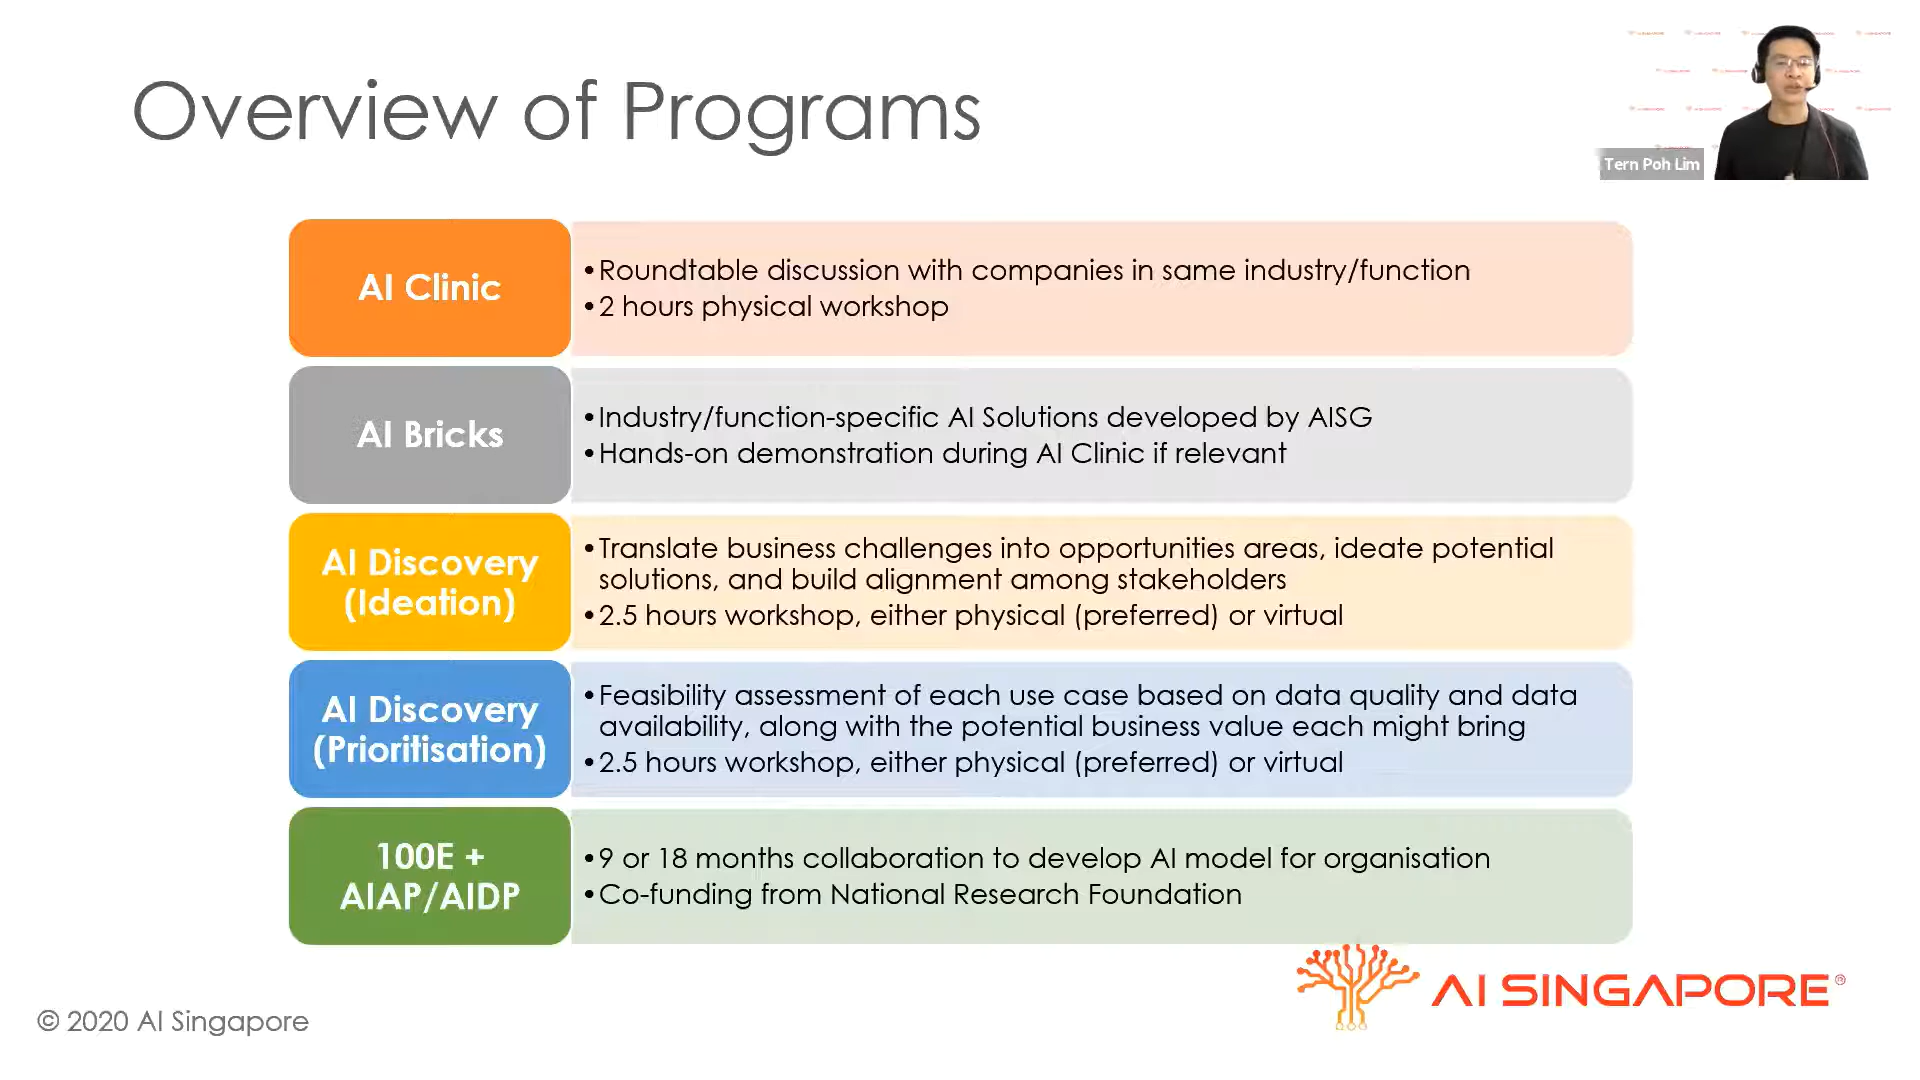 Overview of Programs
Tern Poh Lim
AI Clinic
•Roundtable discussion with companies in same industry/function
•2 hours physical workshop
AI Bricks
•Industry/function-specific AI Solutions developed by AISG
•Hands-on demonstration during AI Clinic if relevant
AI Discovery
(Ideation)
•Translate business challenges into opportunities areas, ideate potential
solutions, and build alignment among stakeholders
•2.5 hours workshop, either physical (preferred) or virtual
AI Discovery
(Prioritisation)
•Feasibility assessment of each use case based on data quality and data
availability, along with the potential business value each might bring
•2.5 hours workshop, either physical (preferred) or virtual
100E +
AIAP/AIDP
•9 or 18 months collaboration to develop AI model for organisation
•Co-funding from National Research Foundation
AI SINGAPORE®
© 2020 AI Singapore